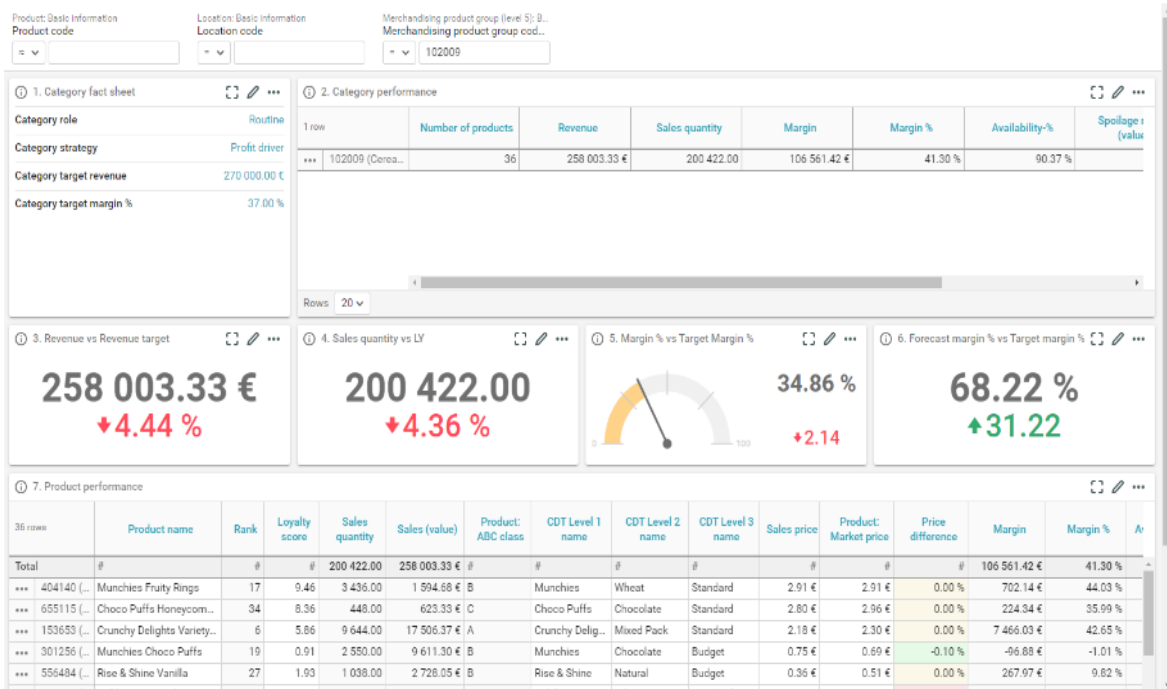 Product: Basic Information
Product code
Location: Basic Information
Location code
Merchandising product group (level 5): B...
Merchandising product group cod...
=
=
= 102009
1. Category fact sheet
Category role Routine
Category strategy Profit driver
Category target revenue 270 000.00 €
Category target margin % 37.00 %
2. Category performance
1 row Number of products Revenue Sales quantity Margin Margin % Availability-% Spoilage
(value
102009 (Cerea... 36 258 003.33 € 200 422.00 106 561.42 € 41.30 % 90.37 %
Rows 20
3. Revenue vs Revenue target
258 003.33 €
4.44 %
4. Sales quantity vs LY
200 422.00
4.36 %
5. Margin % vs Target Margin %
0 100
34.86 %
2.14
6. Forecast margin % vs Target margin %
68.22 %
31.22
7. Product performance
36 rows Product name Rank Loyalty score Sales quantity Sales (value) Product: ABC class CDT Level 1 name CDT Level 2 name CDT Level 3 name Sales price Product: Market price Price difference Margin Margin % A
Total # # # 200 422.00 258 003.33 € # # # # # # # 106 561.42 € 41.30 %
404140 (... Munchies Fruity Rings 17 9.46 3 436.00 1 594.68 € B Munchies Wheat Standard 2.91 € 2.91 € 0.00 % 702.14 € 44.03 %
655115 (... Choco Puffs Honeycom... 34 8.36 448.00 623.33 € C Choco Puffs Chocolate Standard 2.80 € 2.96 € 0.00 % 224.34 € 35.99 %
153653 (... Crunchy Delights Variety... 6 5.86 9 644.00 17 506.37 € A Crunchy Delig... Mixed Pack Standard 2.18 € 2.30 € 0.00 % 7 466.03 € 42.65 %
301256 (... Munchies Choco Puffs 19 0.91 2 550.00 9 611.30 € B Munchies Chocolate Budget 0.75 € 0.69 € -0.10 % -96.88 € -1.01 %
556484 (... Rise & Shine Vanilla 27 1.93 1 038.00 2 728.05 € B Rise & Shine Natural Budget 0.36 € 0.51 € 0.00 % 267.97 € 9.82 %